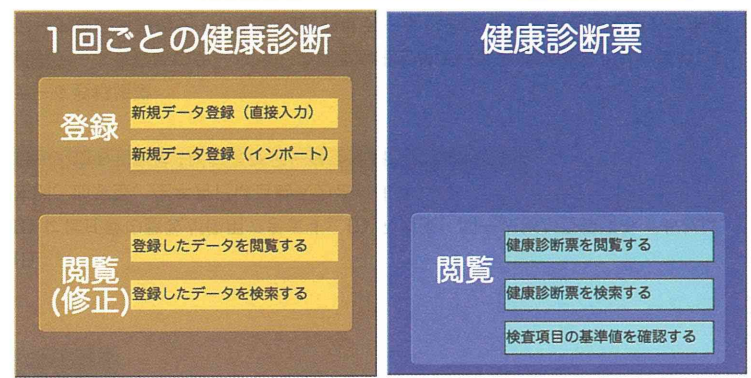 1回ごとの健康診断
登録
新規データ登録（直接入力）
新規データ登録（インポート）
閲覧
(修正)
登録したデータを閲覧する
登録したデータを検索する
健康診断票
閲覧
健康診断票を閲覧する
健康診断票を検索する
検査項目の基準値を確認する